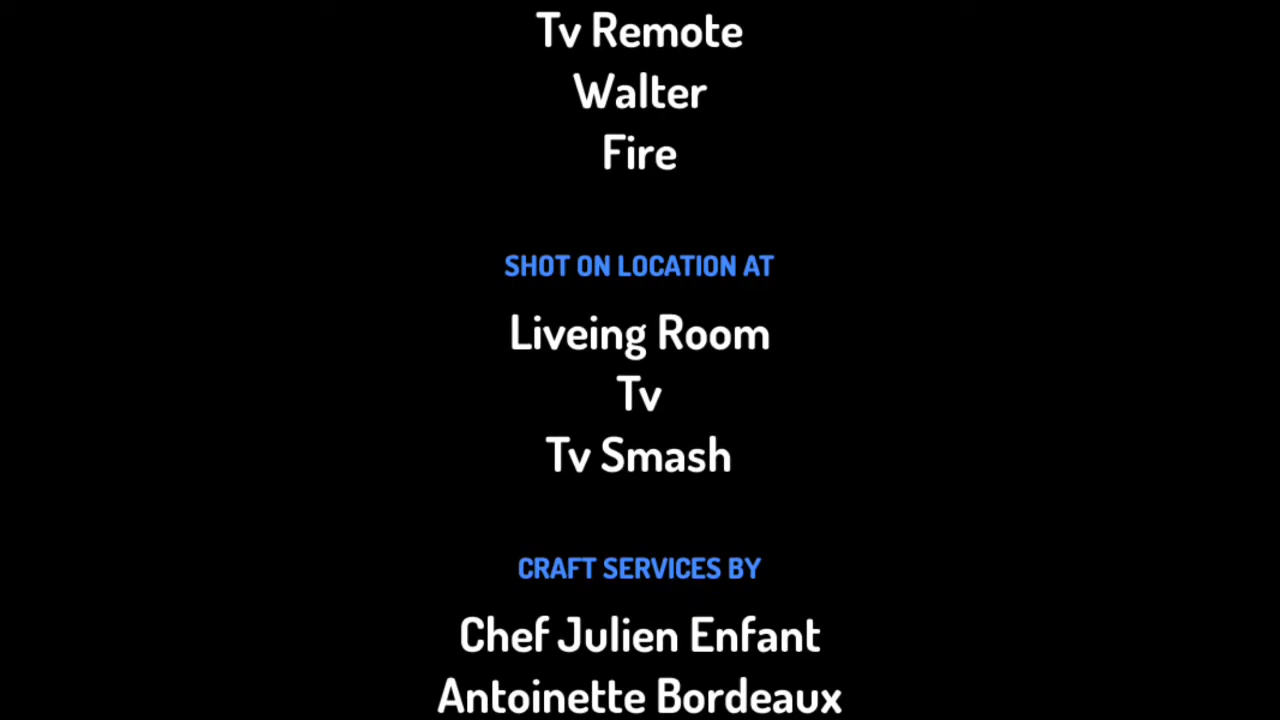 Tv Remote
Walter
Fire
SHOT ON LOCATION AT
Liveing Room
Tv
Tv Smash
CRAFT SERVICES BY
Chef Julien Enfant
Antoinette Bordeaux